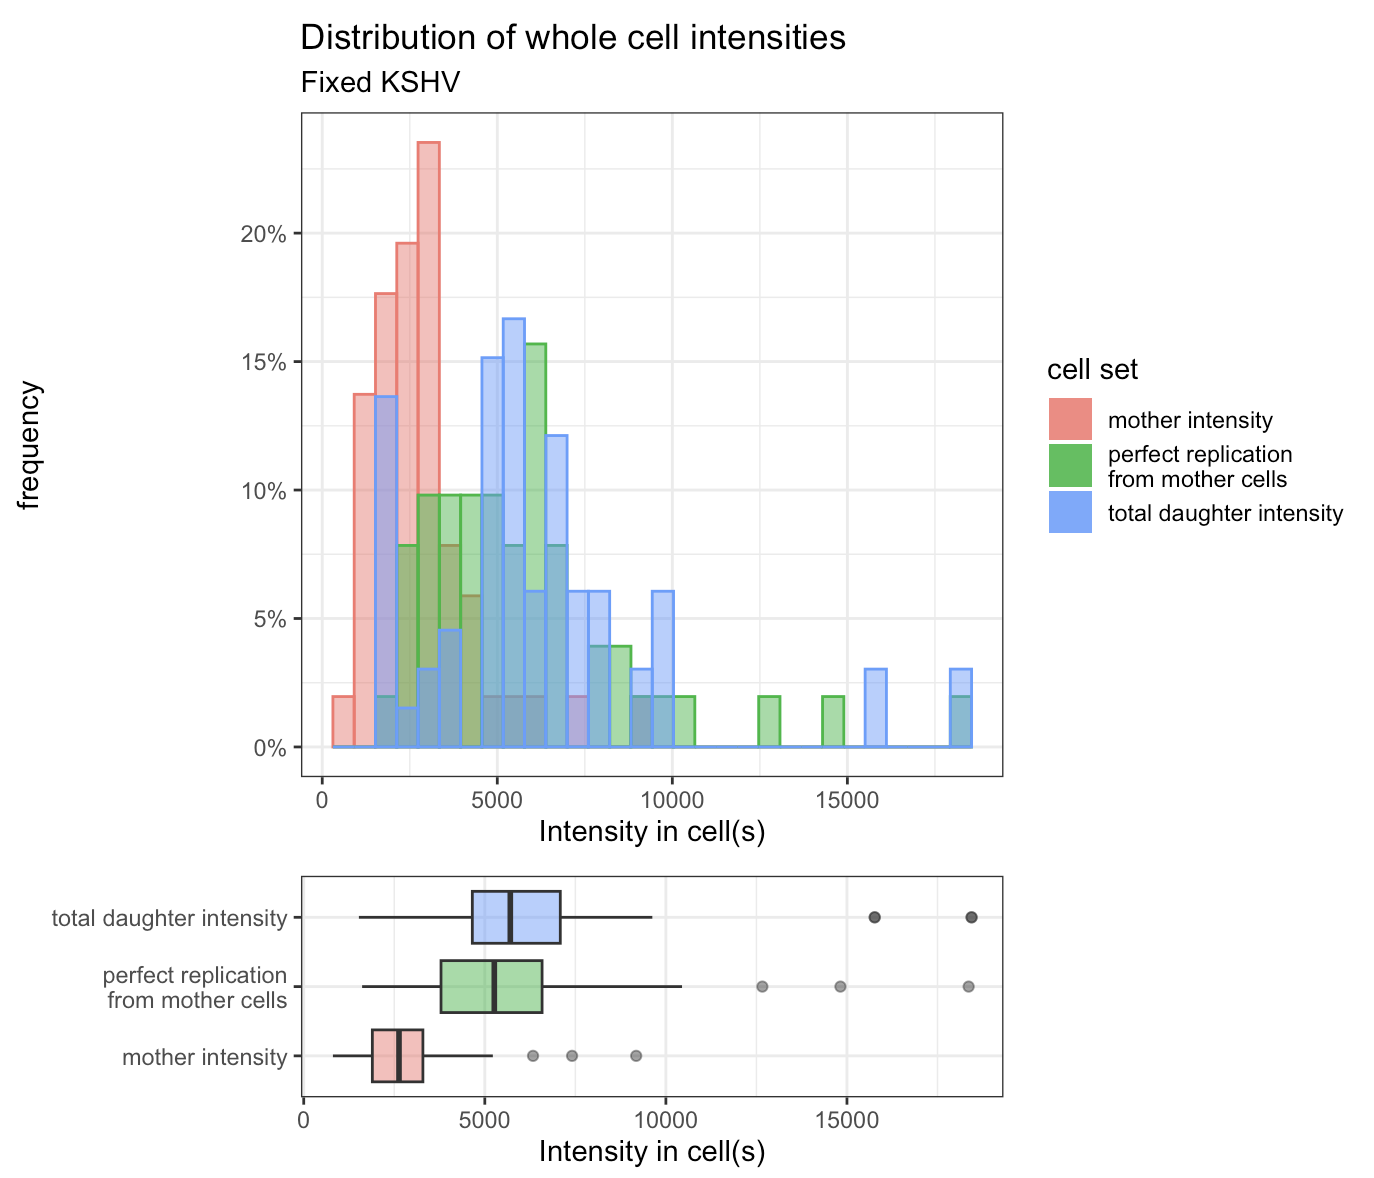 Distribution of whole cell intensities
Fixed KSHV
frequency
20%
15%
10%
5%
0%
0 5000 10000 15000
Intensity in cell(s)
cell set
mother intensity
perfect replication
from mother cells
total daughter intensity
total daughter intensity
perfect replication
from mother cells
mother intensity
0 5000 10000 15000
Intensity in cell(s)